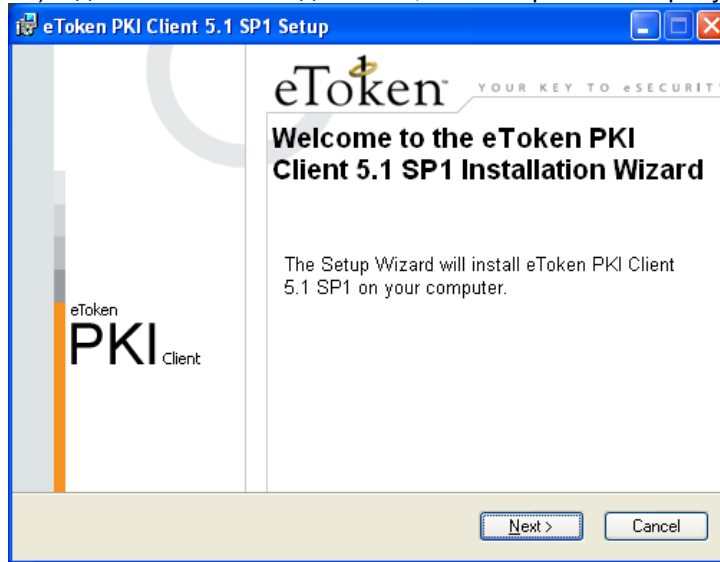 eToken PKI Client 5.1 SP1 Setup
eToken™ YOUR KEY TO eSECURITY
Welcome to the eToken PKI
Client 5.1 SP1 Installation Wizard
The Setup Wizard will install eToken PKI Client
5.1 SP1 on your computer.
eToken
PKI Client
Next >
Cancel